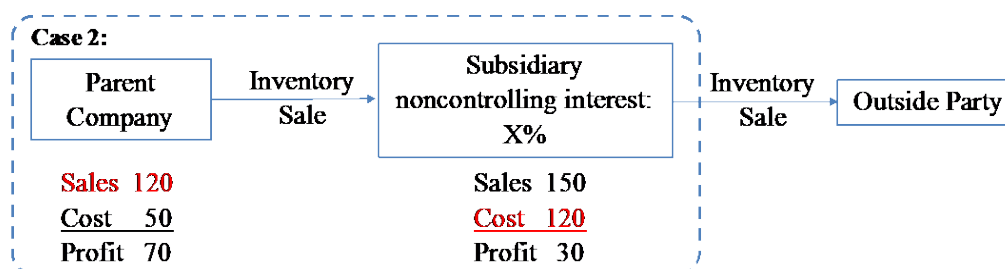 Case 2:
Parent
Company
Inventory
Sale
Subsidiary
noncontrolling interest:
X%
Inventory
Sale
Outside Party
Sales 120
Cost 50
Profit 70
Sales 150
Cost 120
Profit 30